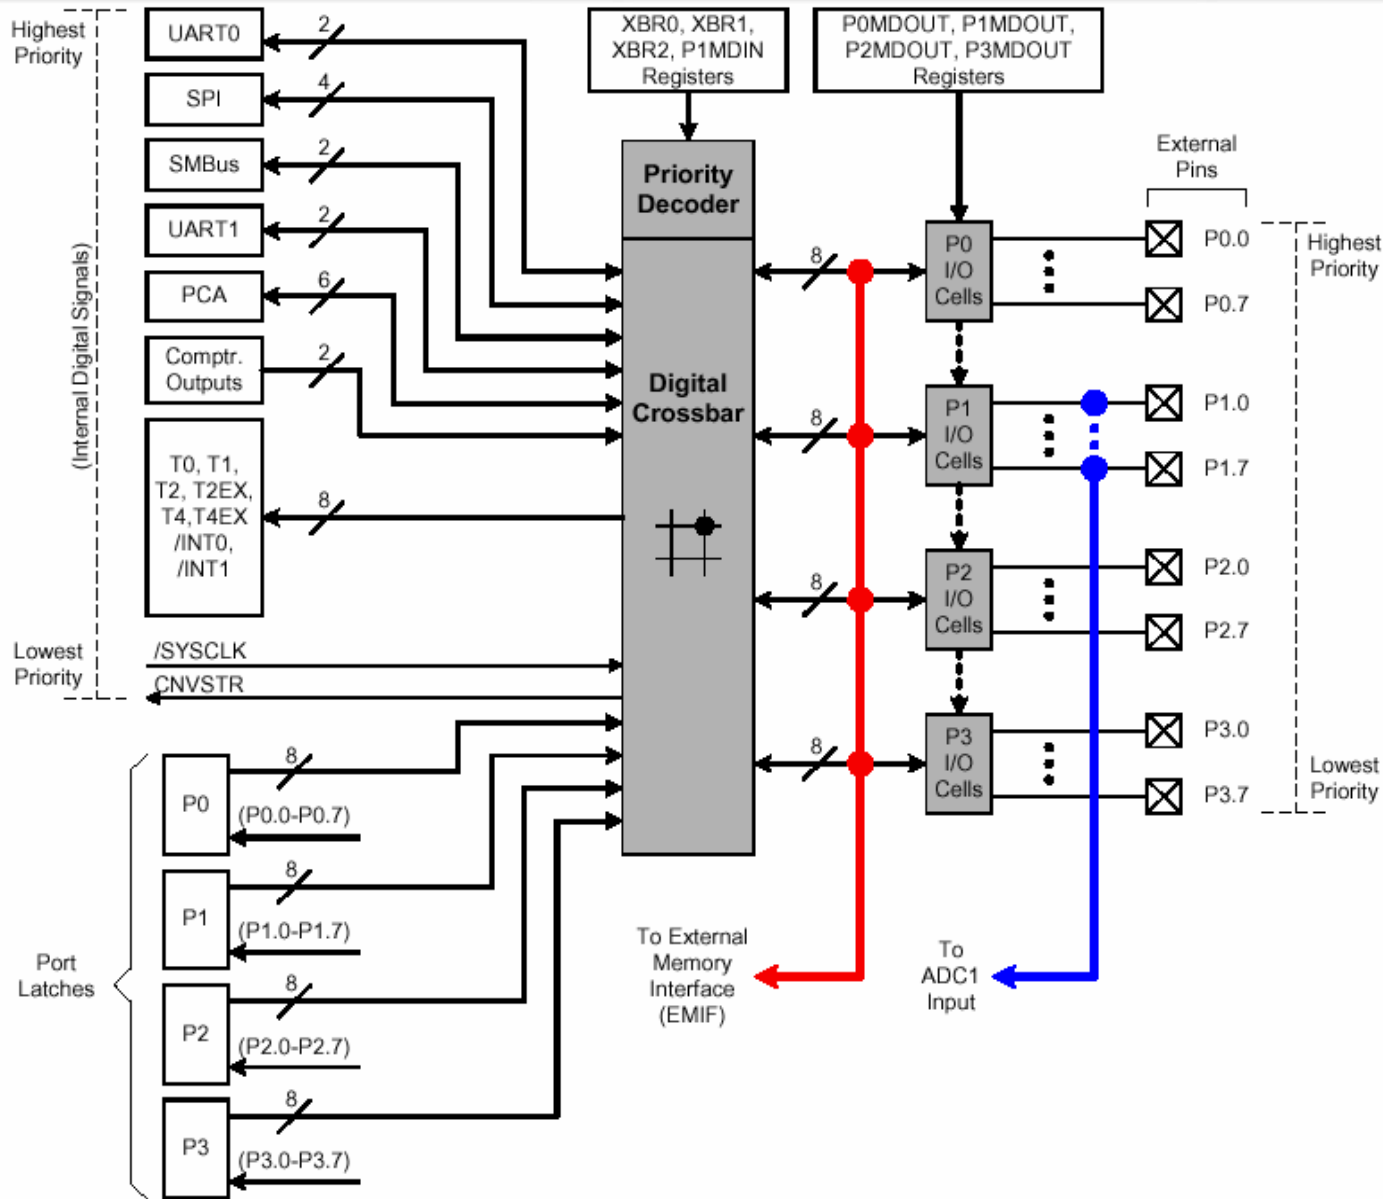 Highest
Priority
UART0
2
SPI
4
SMBus
2
UART1
2
PCA
6
Comptr.
Outputs
2
T0, T1,
T2, T2EX,
T4,T4EX
/INT0,
/INT1
8
(Internal Digital Signals)
Lowest
Priority
/SYSCLK
CNVSTR
XBR0, XBR1,
XBR2, P1MDIN
Registers
P0MDOUT, P1MDOUT,
P2MDOUT, P3MDOUT
Registers
Priority
Decoder
Digital
Crossbar
8
8
8
8
P0
I/O
Cells
P1
I/O
Cells
P2
I/O
Cells
P3
I/O
Cells
External
Pins
P0.0
P0.7
P1.0
P1.7
P2.0
P2.7
P3.0
P3.7
Highest
Priority
Lowest
Priority
Port
Latches
P0
8
(P0.0-P0.7)
P1
8
(P1.0-P1.7)
P2
8
(P2.0-P2.7)
P3
8
(P3.0-P3.7)
To External
Memory
Interface
(EMIF)
To
ADC1
Input